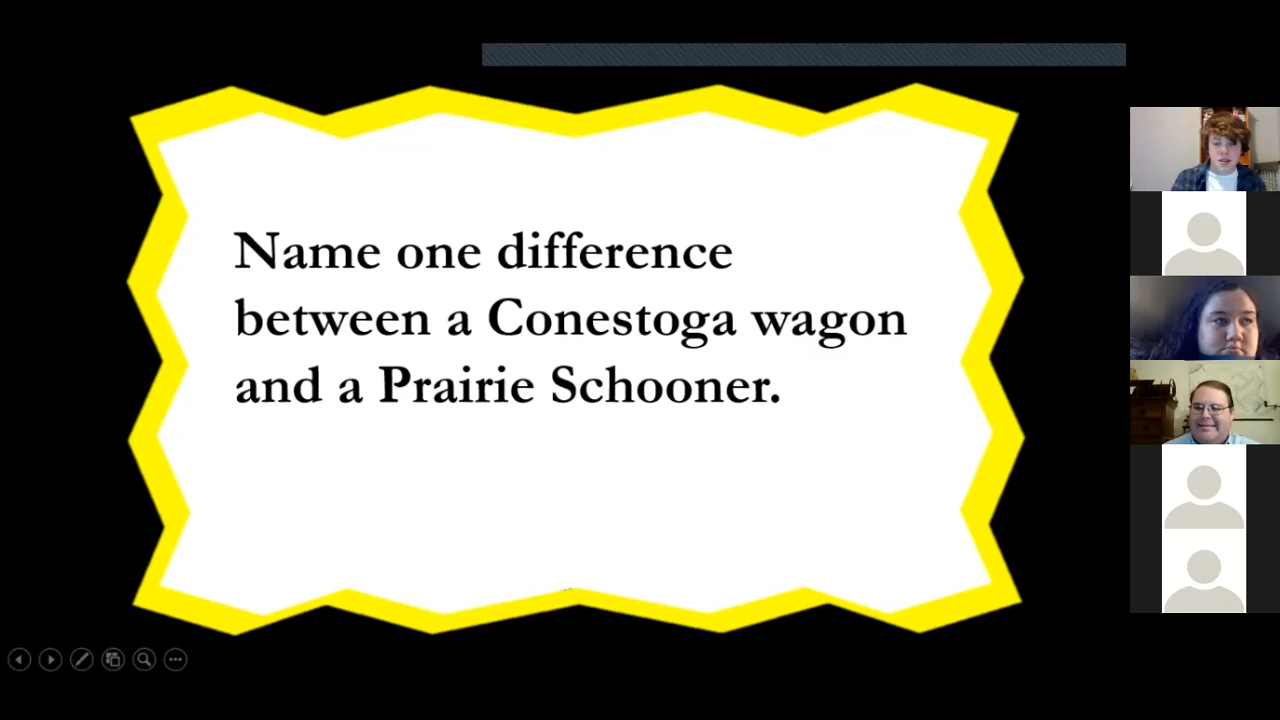 Name one difference
between a Conestoga wagon
and a Prairie Schooner.